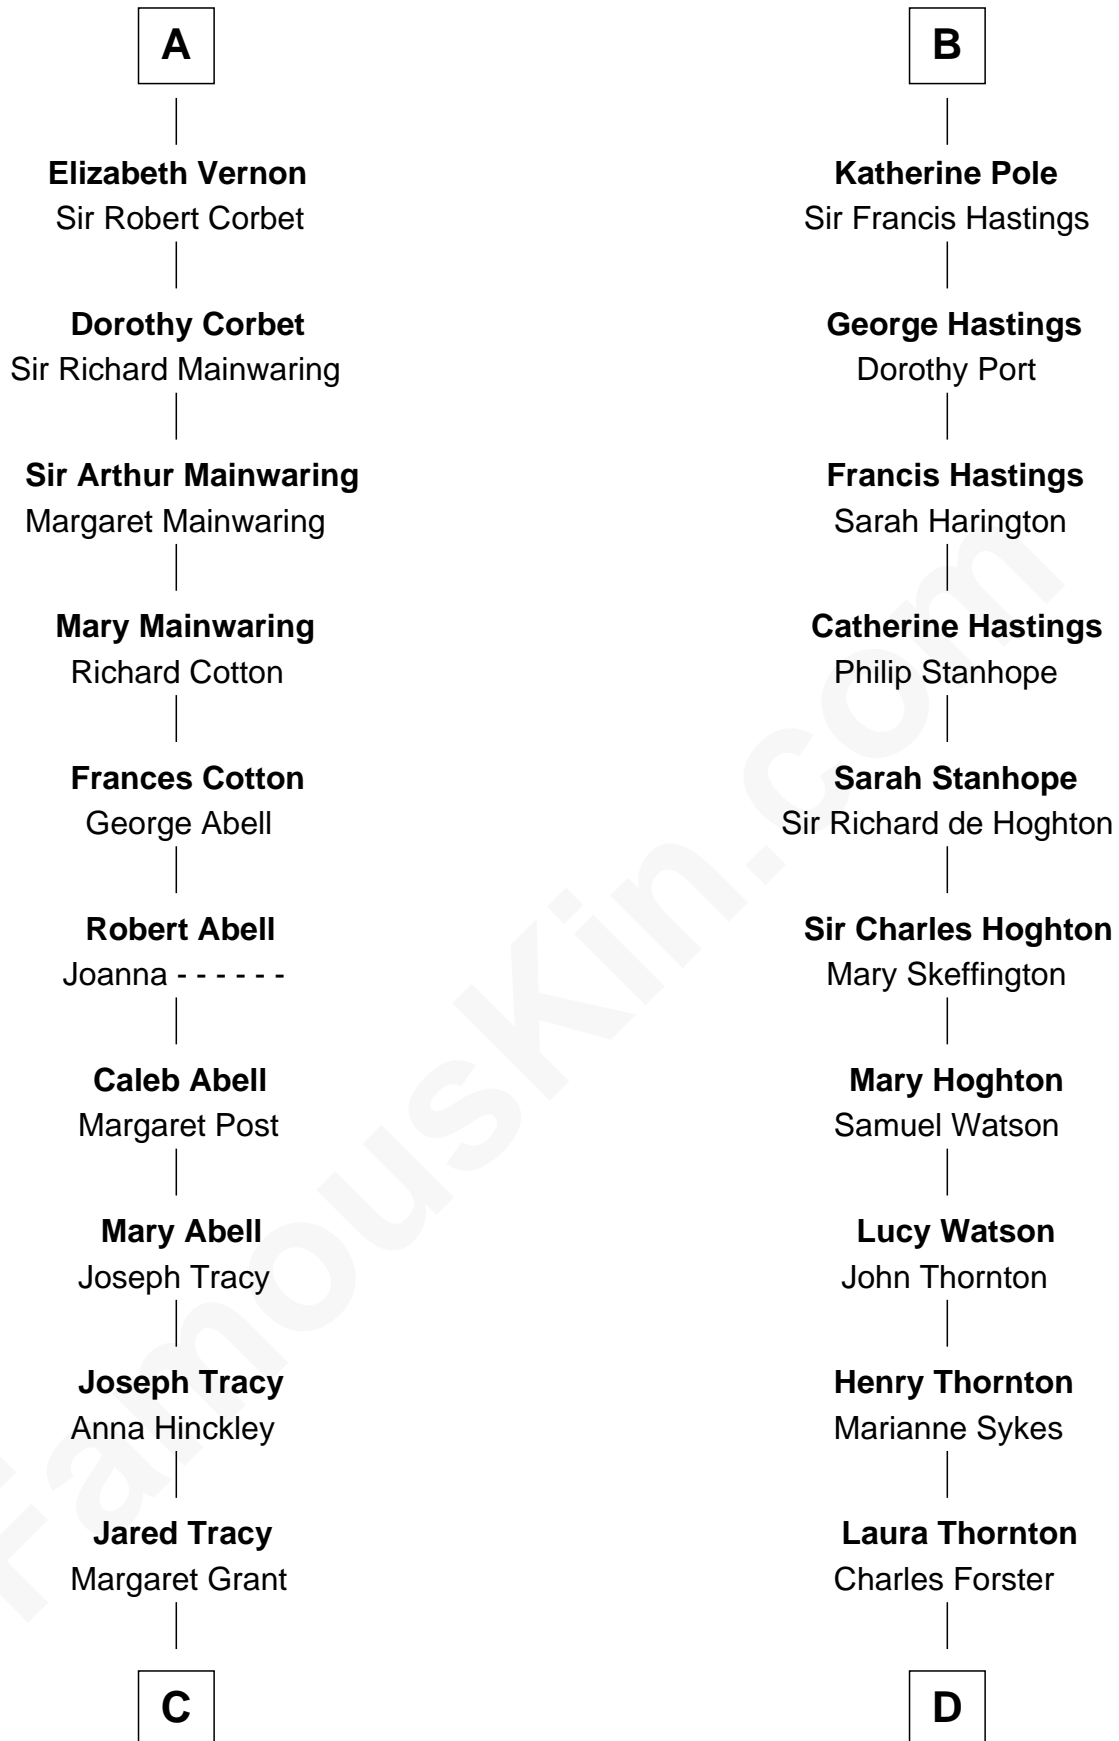 A
Elizabeth Vernon
Sir Robert Corbet
Dorothy Corbet
Sir Richard Mainwaring
Sir Arthur Mainwaring
Margaret Mainwaring
Mary Mainwaring
Richard Cotton
Frances Cotton
George Abell
Robert Abell
Joanna - - - - - -
Caleb Abell
Margaret Post
Mary Abell
Joseph Tracy
Joseph Tracy
Anna Hinckley
Jared Tracy
Margaret Grant
C
B
Katherine Pole
Sir Francis Hastings
George Hastings
Dorothy Port
Francis Hastings
Sarah Harington
Catherine Hastings
Philip Stanhope
Sarah Stanhope
Sir Richard de Hoghton
Sir Charles Hoghton
Mary Skeffington
Mary Hoghton
Samuel Watson
Lucy Watson
John Thornton
Henry Thornton
Marianne Sykes
Laura Thornton
Charles Forster
D
FamousKin.com